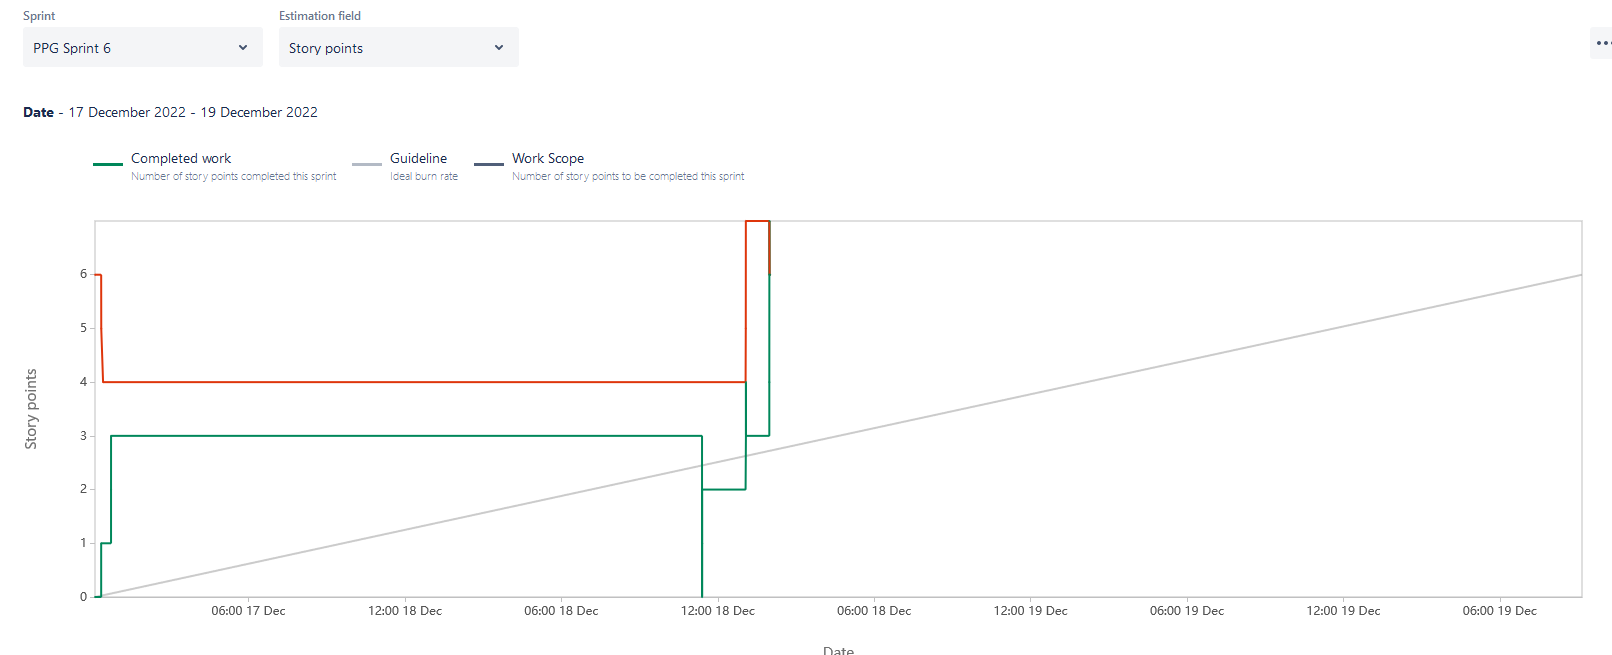 Sprint
Estimation field
PPG Sprint 6
Story points
Date - 17 December 2022 - 19 December 2022
Completed work
Number of story points completed this sprint
Guideline
Ideal burn rate
Work Scope
Number of story points to be completed this sprint
Story points
6
5
4
3
2
1
0
06:00 17 Dec
12:00 18 Dec
06:00 18 Dec
12:00 18 Dec
06:00 18 Dec
12:00 19 Dec
06:00 19 Dec
12:00 19 Dec
06:00 19 Dec
Date